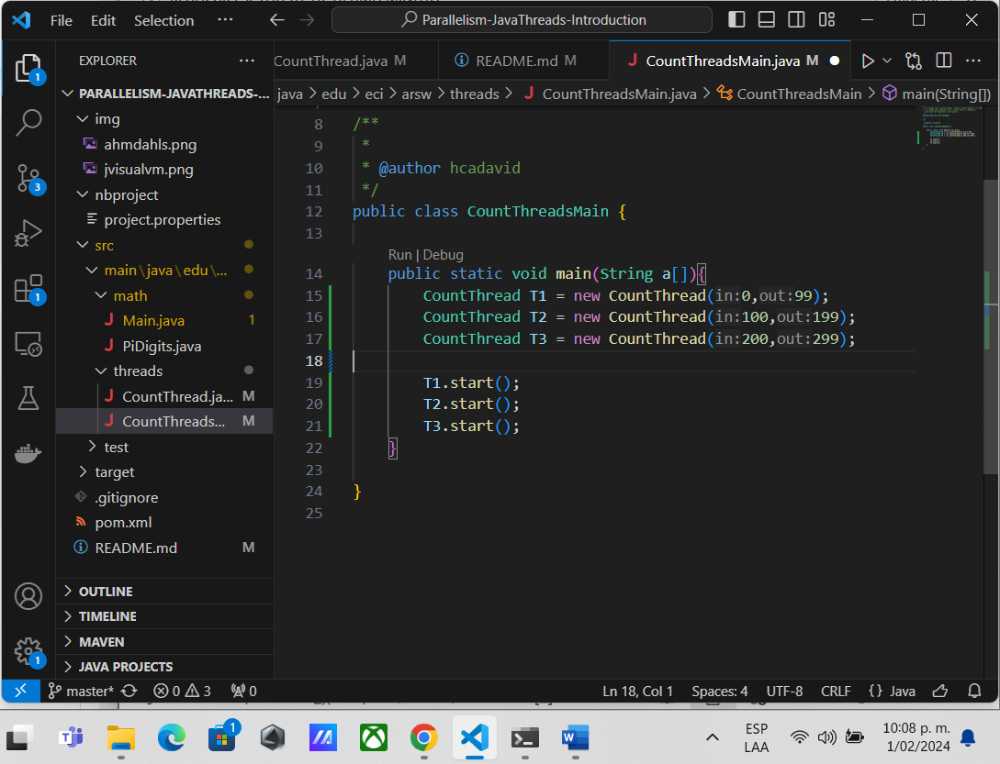 File Edit Selection ··· Parallelism-JavaThreads-Introduction
EXPLORER ···
PARALLELISM-JAVATHREADS-...
img
ahmdahls.png
jvisualvm.png
nbproject
project.properties
src
main\java\edu\...
math
Main.java 1
PiDigits.java
threads
CountThread.ja... M
CountThreads... M
test
target
.gitignore
pom.xml
README.md M
OUTLINE
TIMELINE
MAVEN
JAVA PROJECTS
1
3
1
1
CountThread.java M README.md M CountThreadsMain.java M
java > edu > eci > arsw > threads > CountThreadsMain.java > CountThreadsMain > main(String[])
8 /**
9 *
10 * @author hcadavid
11 */
12 public class CountThreadsMain {
13
Run | Debug
14 public static void main(String a[]){
15 CountThread T1 = new CountThread(in:0,out:99);
16 CountThread T2 = new CountThread(in:100,out:199);
17 CountThread T3 = new CountThread(in:200,out:299);
18
19 T1.start();
20 T2.start();
21 T3.start();
22 }
23
24 }
25
master* 0 3 0 Ln 18, Col 1 Spaces: 4 UTF-8 CRLF {} Java
1
ESP
LAA
10:08 p. m.
1/02/2024